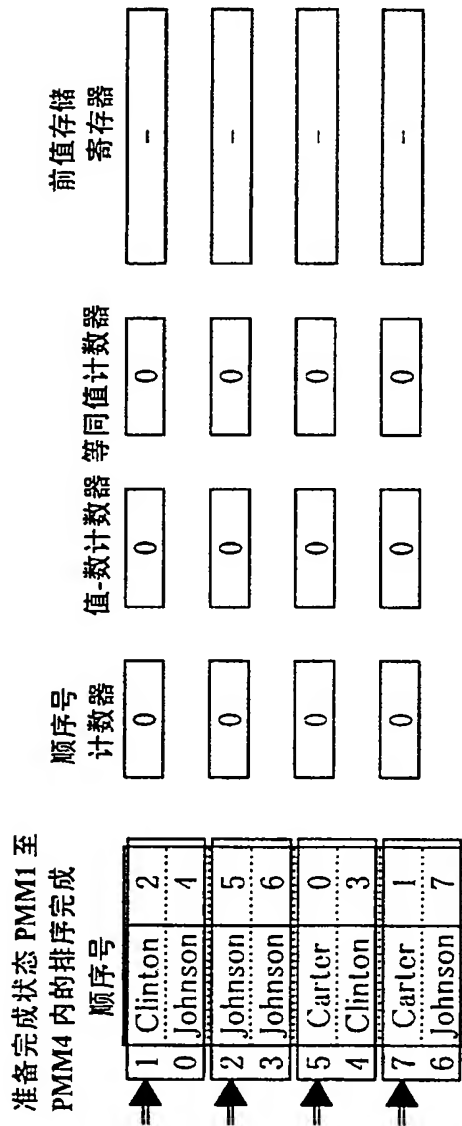 准备完成状态 PMM1 至
PMM4 内的排序完成
顺序号
顺序号
计数器
值-数计数器
等同值计数器
前值存储
寄存器
1 Clinton 2
0 Johnson 4
0 0 0 -
2 Johnson 5
3 Johnson 6
0 0 0 -
5 Carter 0
4 Clinton 3
0 0 0 -
7 Carter 1
6 Johnson 7
0 0 0 -